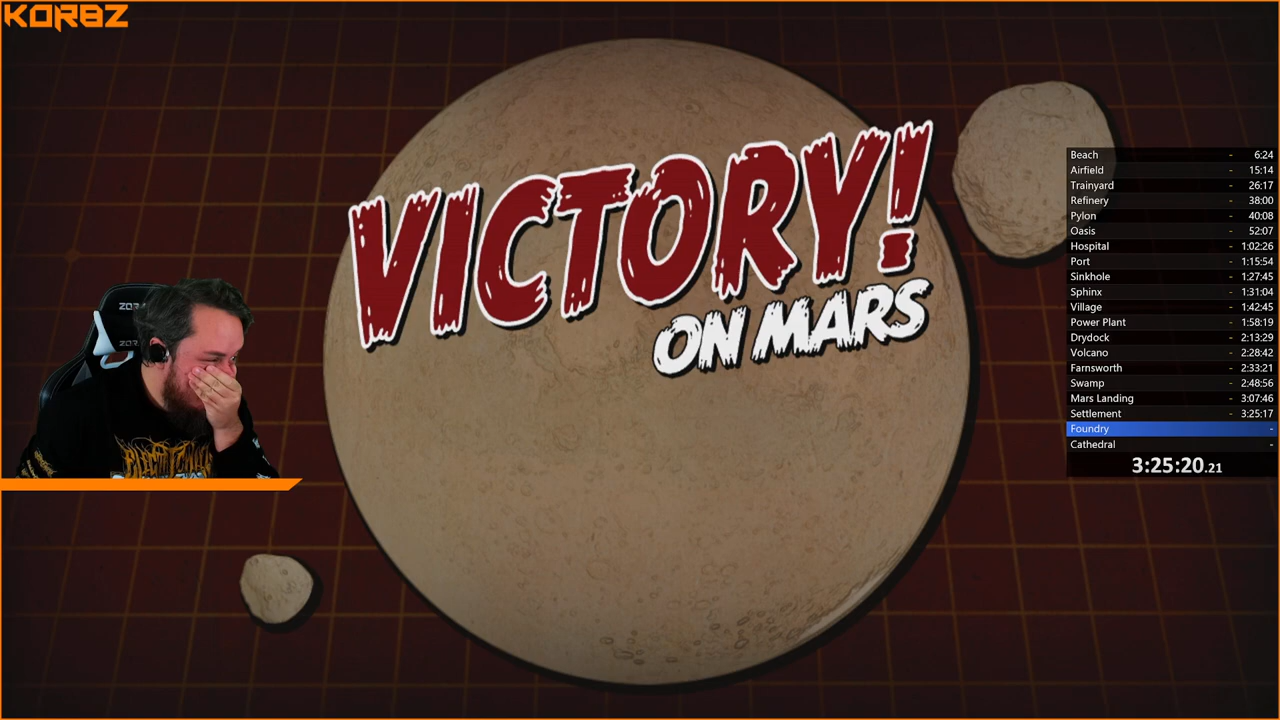 KORBZ
VICTORY!
ON MARS
Beach - 6:24
Airfield - 15:14
Trainyard - 26:17
Refinery - 38:00
Pylon - 40:08
Oasis - 52:07
Hospital - 1:02:26
Port - 1:15:54
Sinkhole - 1:27:45
Sphinx - 1:31:04
Village - 1:42:45
Power Plant - 1:58:19
Drydock - 2:13:29
Volcano - 2:28:42
Farnsworth - 2:33:21
Swamp - 2:48:56
Mars Landing - 3:07:46
Settlement - 3:25:17
Foundry -
Cathedral -
3:25:20.21